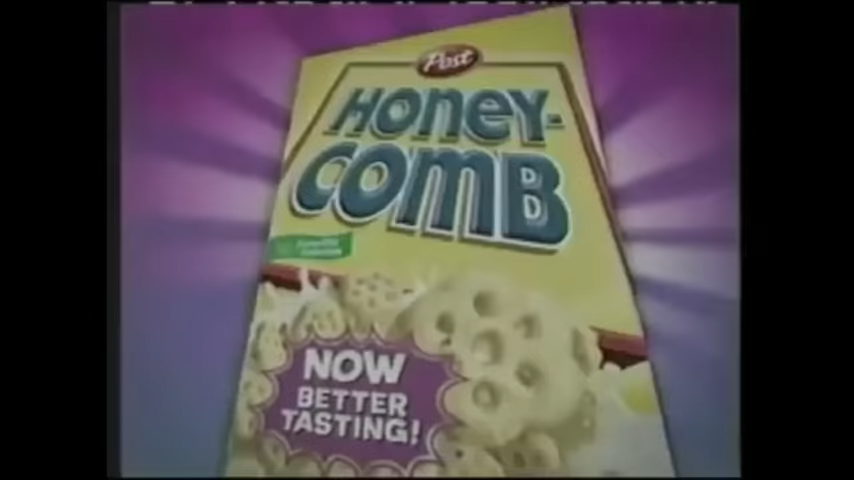 Post
HONEY-
COMB
NOW
BETTER
TASTING!